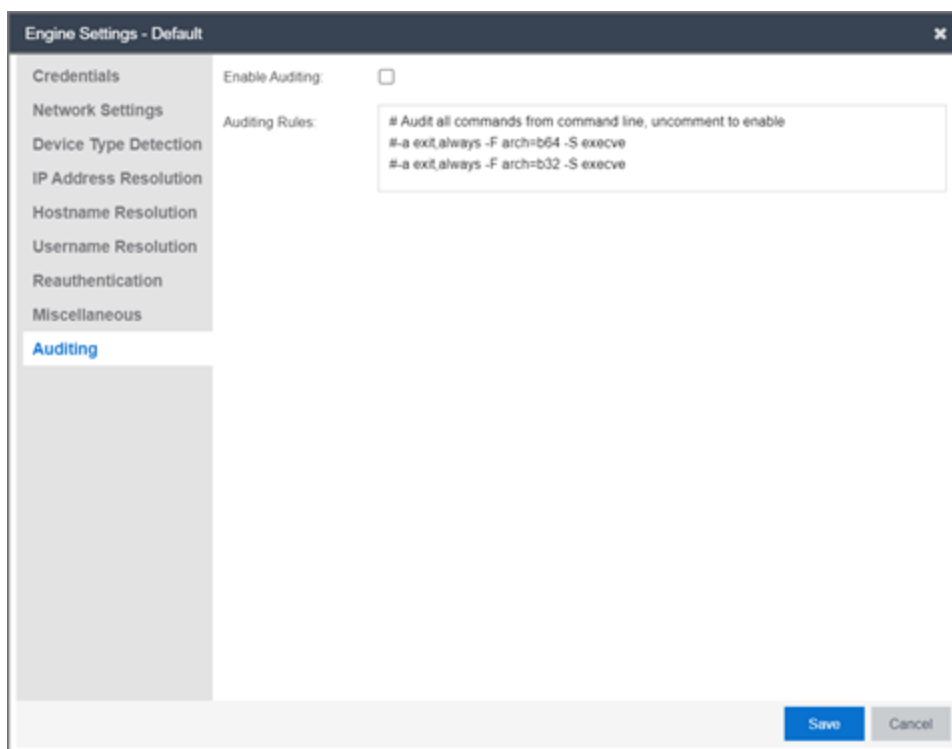 Engine Settings - Default
Credentials
Network Settings
Device Type Detection
IP Address Resolution
Hostname Resolution
Username Resolution
Reauthentication
Miscellaneous
Auditing
Enable Auditing:
Auditing Rules:
# Audit all commands from command line, uncomment to enable
#-a exit,always -F arch=b64 -S execve
#-a exit,always -F arch=b32 -S execve
Save
Cancel